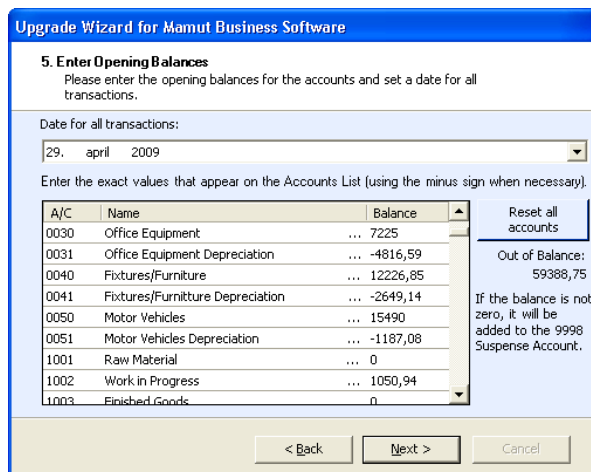 Upgrade Wizard for Mamut Business Software
5. Enter Opening Balances
Please enter the opening balances for the accounts and set a date for all
transactions.
Date for all transactions:
29. april 2009
Enter the exact values that appear on the Accounts List (using the minus sign when necessary).
A/C Name Balance
0030 Office Equipment ... 7225
0031 Office Equipment Depreciation ... -4816,59
0040 Fixtures/Furniture ... 12226,85
0041 Fixtures/Furnitture Depreciation ... -2649,14
0050 Motor Vehicles ... 15490
0051 Motor Vehicles Depreciation ... -1187,08
1001 Raw Material ... 0
1002 Work in Progress ... 1050,94
1003 Finished Goods 0
Reset all
accounts
Out of Balance:
59388,75
If the balance is not
zero, it will be
added to the 9998
Suspense Account.
< Back Next > Cancel